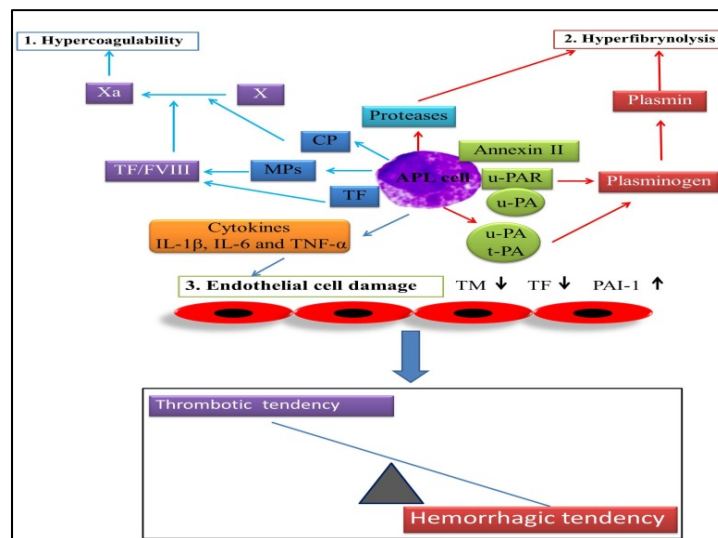 1. Hypercoagulability
2. Hyperfibrynolysis
Xa
X
Plasmin
Proteases
CP
Annexin II
TF/FVIII
MPs
APL cell
u-PAR
Plasminogen
TF
u-PA
Cytokines
IL-1β, IL-6 and TNF-α
u-PA
t-PA
3. Endothelial cell damage
TM ↓ TF ↓ PAI-1 ↑
Thrombotic tendency
Hemorrhagic tendency